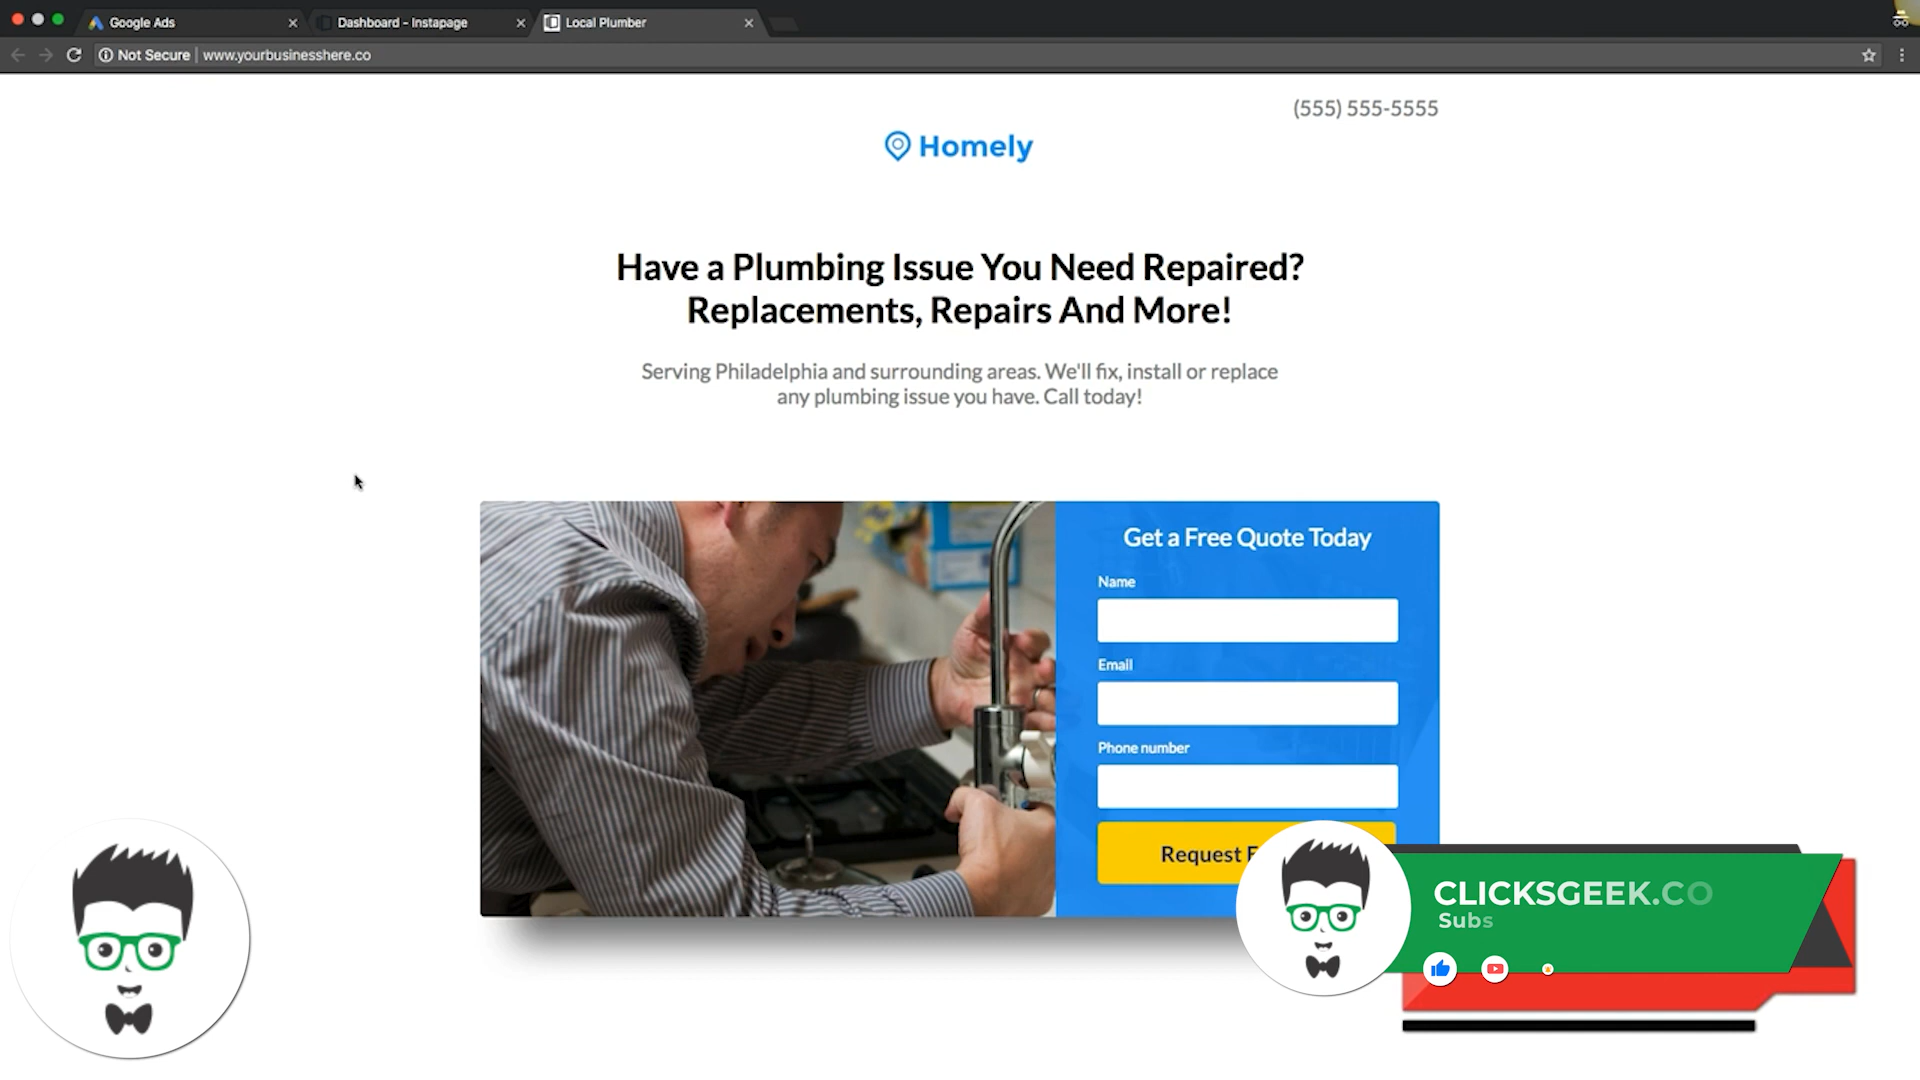 Google Ads
Dashboard - Instapage
Local Plumber
Not Secure
www.yourbusinesshere.co
(555) 555-5555
Homely
Have a Plumbing Issue You Need Repaired?
Replacements, Repairs And More!
Serving Philadelphia and surrounding areas. We'll fix, install or replace
any plumbing issue you have. Call today!
Get a Free Quote Today
Name
Email
Phone number
Request
CLICKSGEEK.CO
Subs